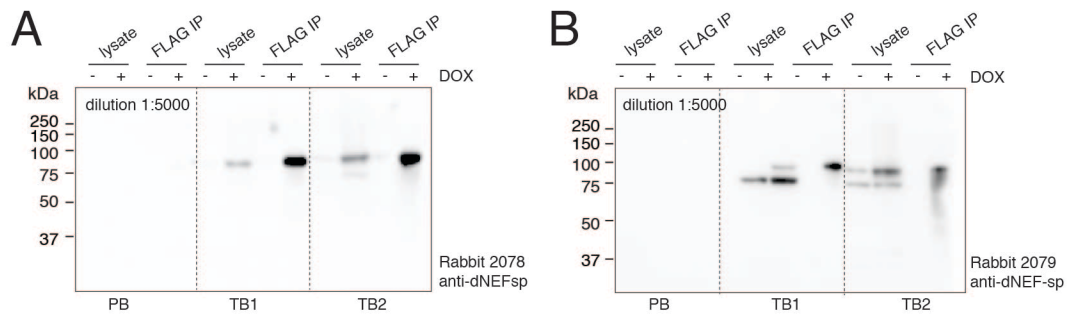 A
lysate FLAG IP lysate FLAG IP lysate FLAG IP
- + - + - + - + - + - + DOX
kDa
dilution 1:5000
250
150
100
75
50
37
Rabbit 2078
anti-dNEFsp
PB TB1 TB2
B
lysate FLAG IP lysate FLAG IP lysate FLAG IP
- + - + - + - + - + - + DOX
kDa
dilution 1:5000
250
150
100
75
50
37
Rabbit 2079
anti-dNEF-sp
PB TB1 TB2